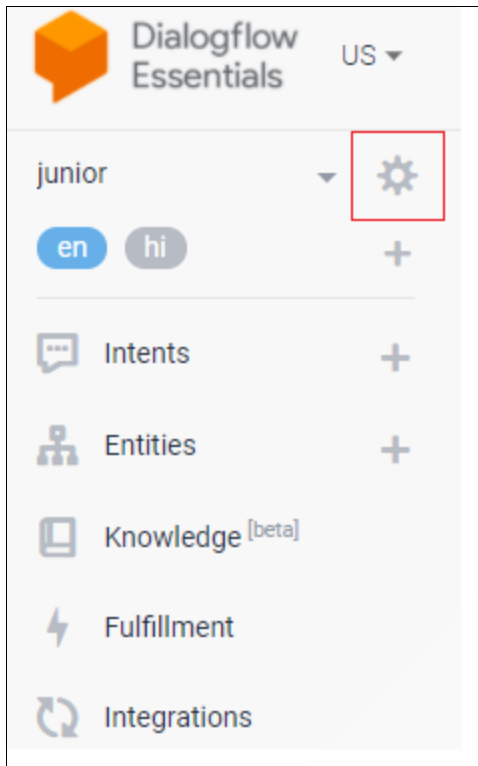 Dialogflow
Essentials
US
junior
en hi
Intents
Entities
Knowledge [beta]
Fulfillment
Integrations